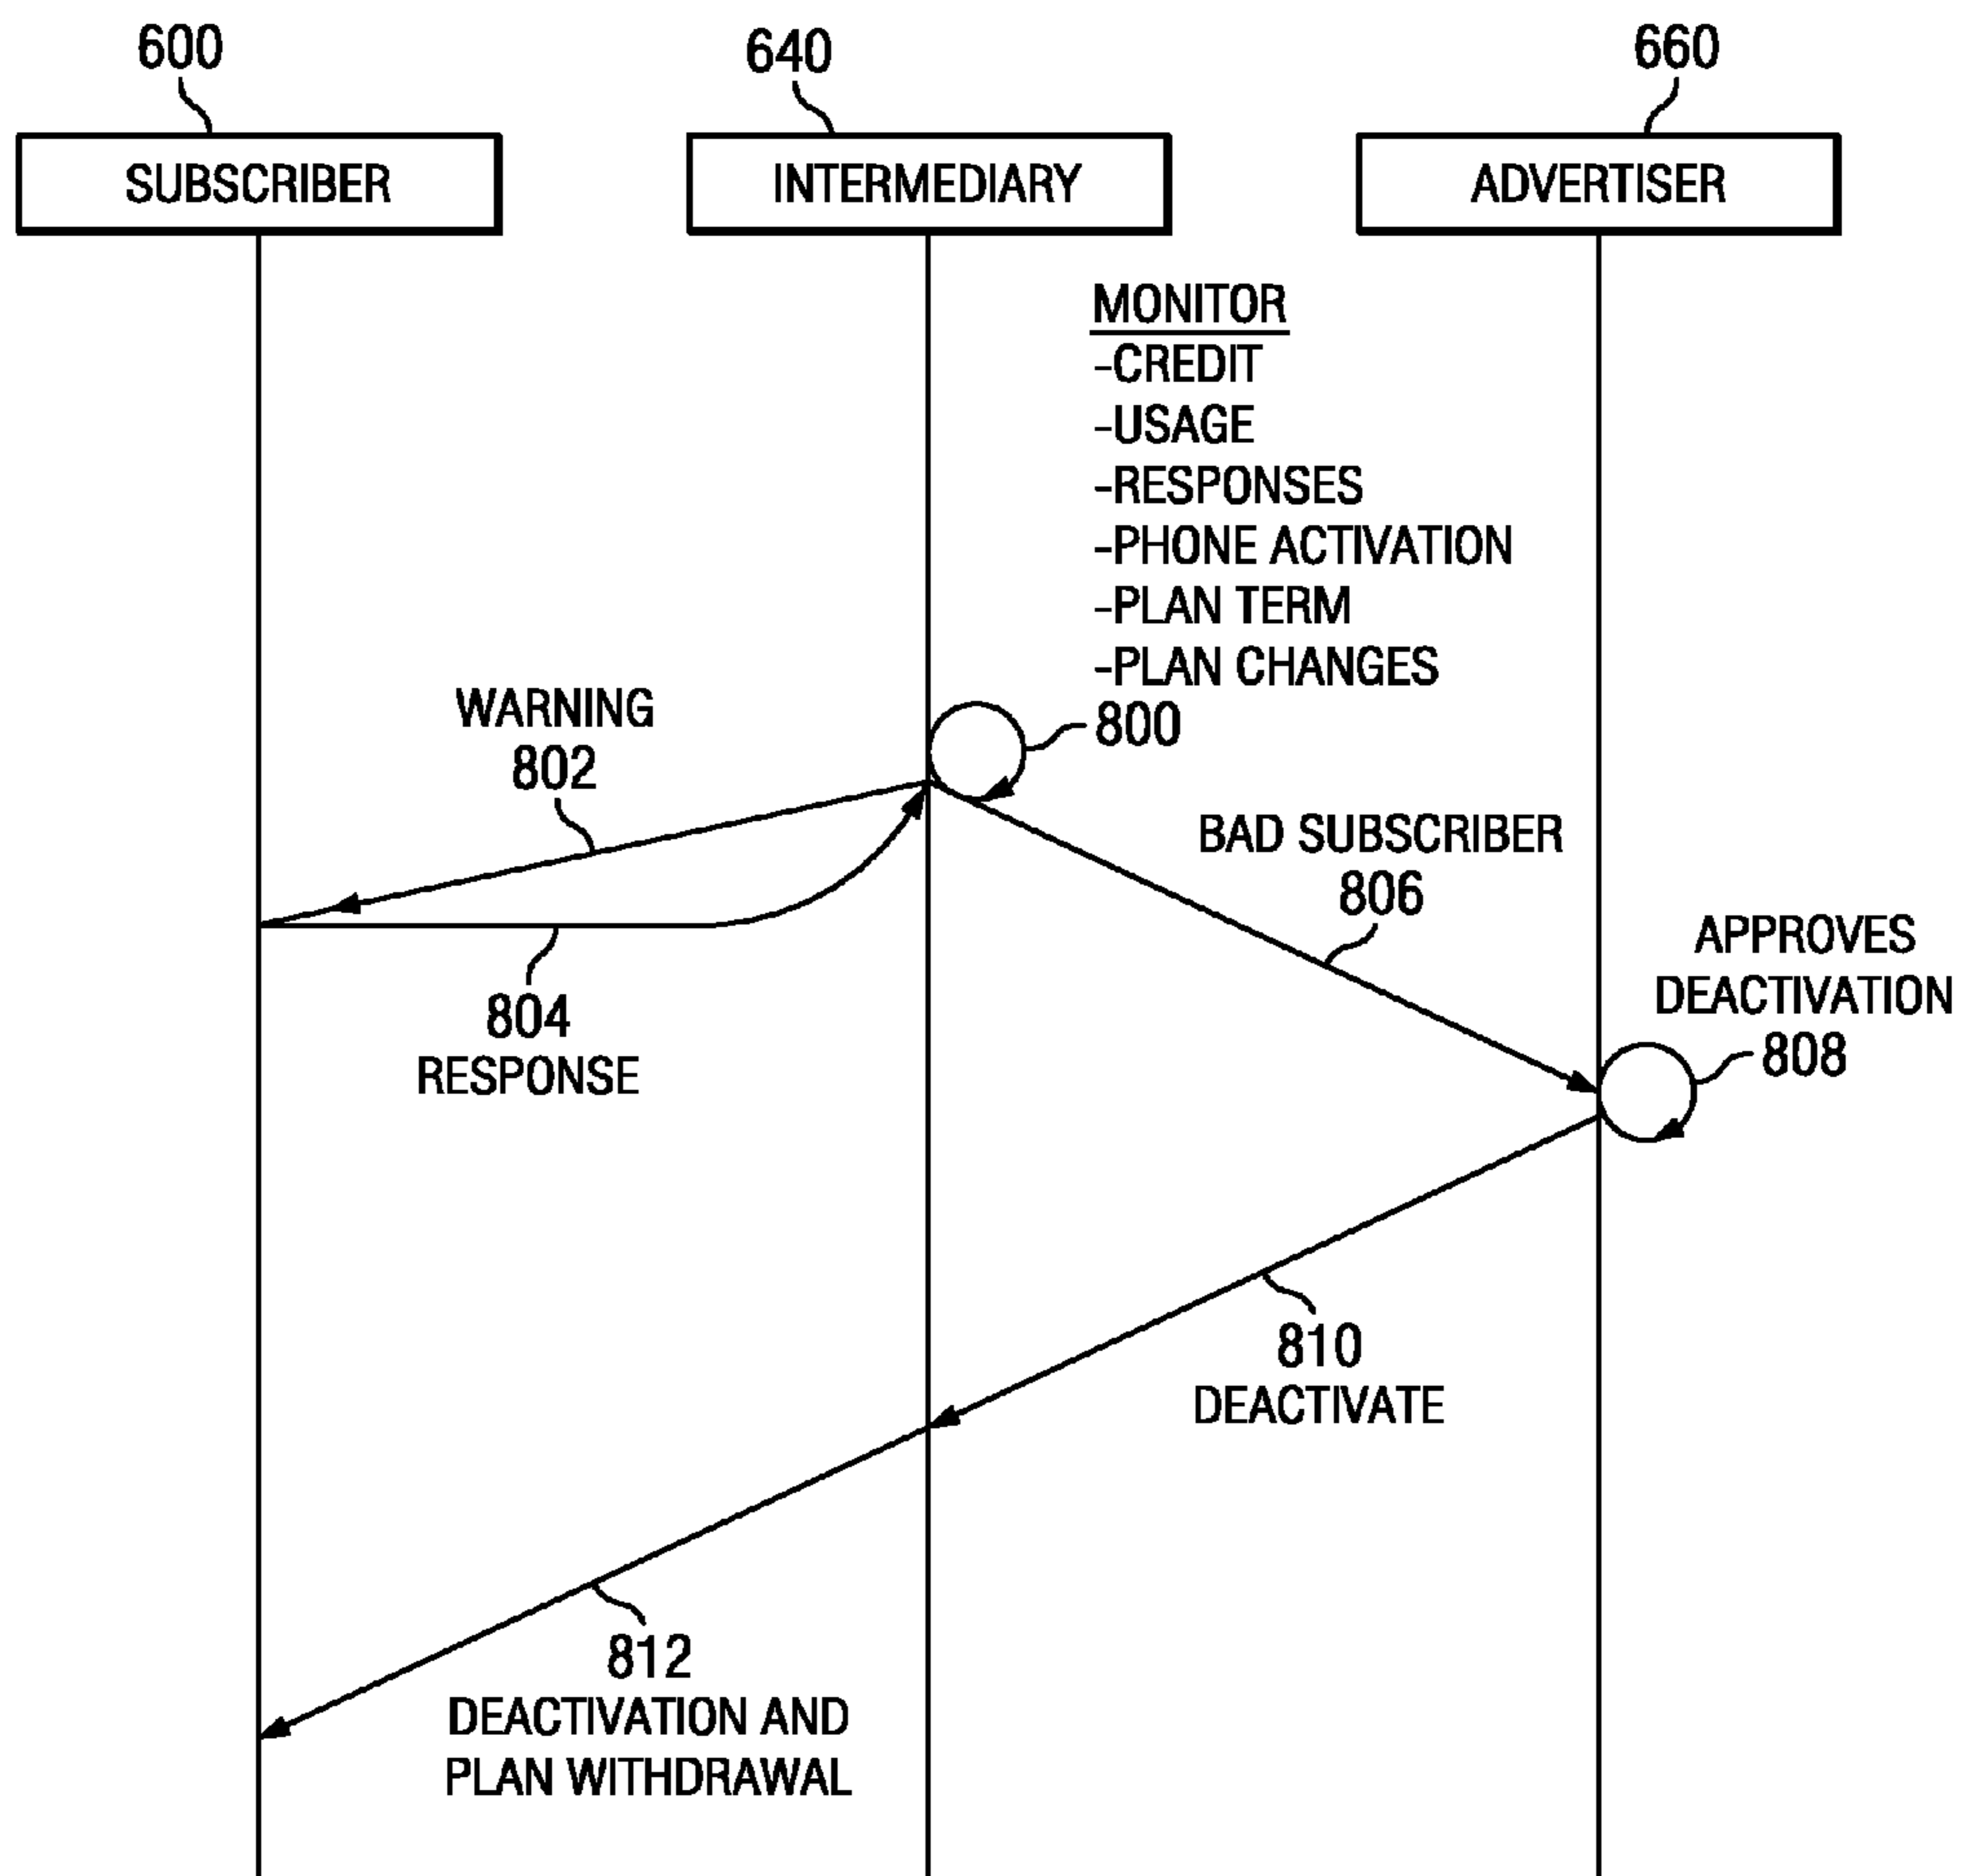 600
640
660
SUBSCRIBER
INTERMEDIARY
ADVERTISER
MONITOR
-CREDIT
-USAGE
-RESPONSES
-PHONE ACTIVATION
-PLAN TERM
-PLAN CHANGES
800
WARNING
802
804
RESPONSE
BAD SUBSCRIBER
806
APPROVES
DEACTIVATION
808
810
DEACTIVATE
812
DEACTIVATION AND
PLAN WITHDRAWAL